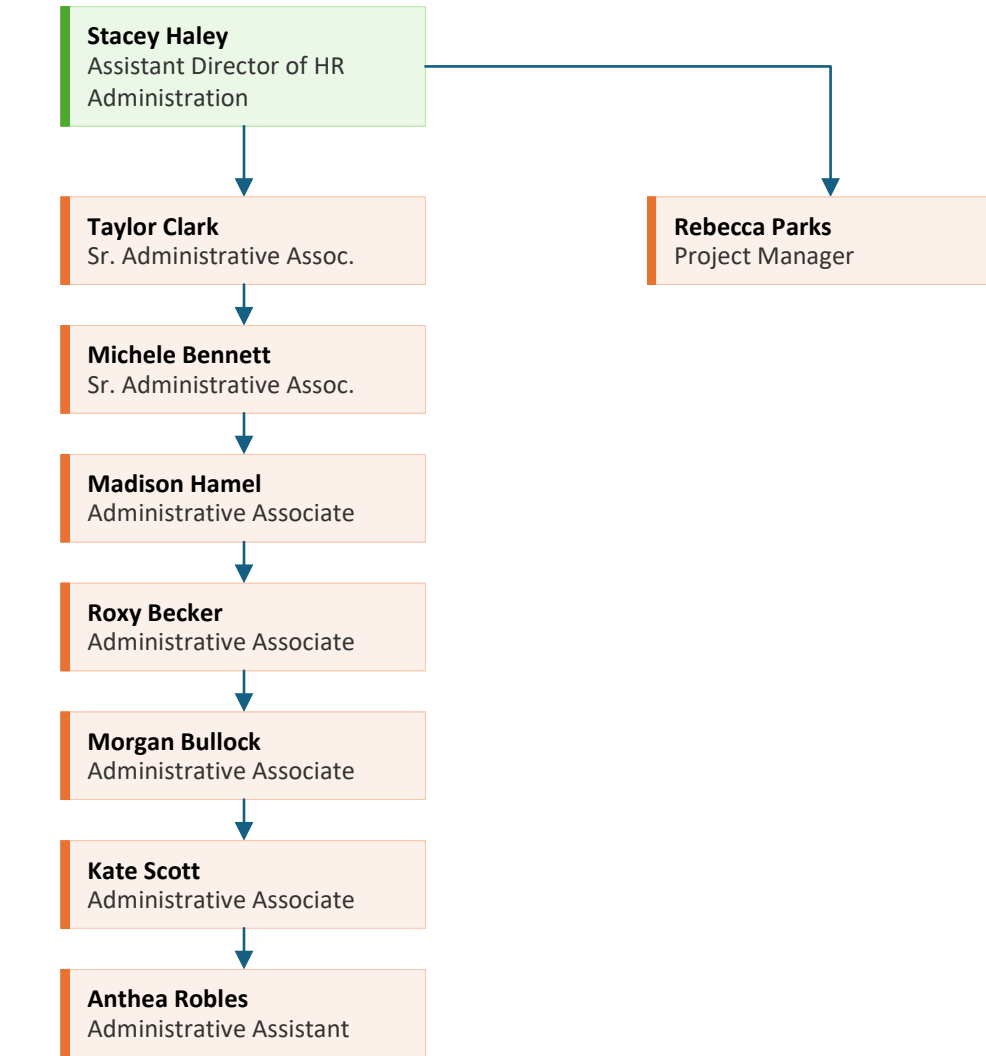 Stacey Haley
Assistant Director of HR
Administration
Taylor Clark
Sr. Administrative Assoc.
Rebecca Parks
Project Manager
Michele Bennett
Sr. Administrative Assoc.
Madison Hamel
Administrative Associate
Roxy Becker
Administrative Associate
Morgan Bullock
Administrative Associate
Kate Scott
Administrative Associate
Anthea Robles
Administrative Assistant